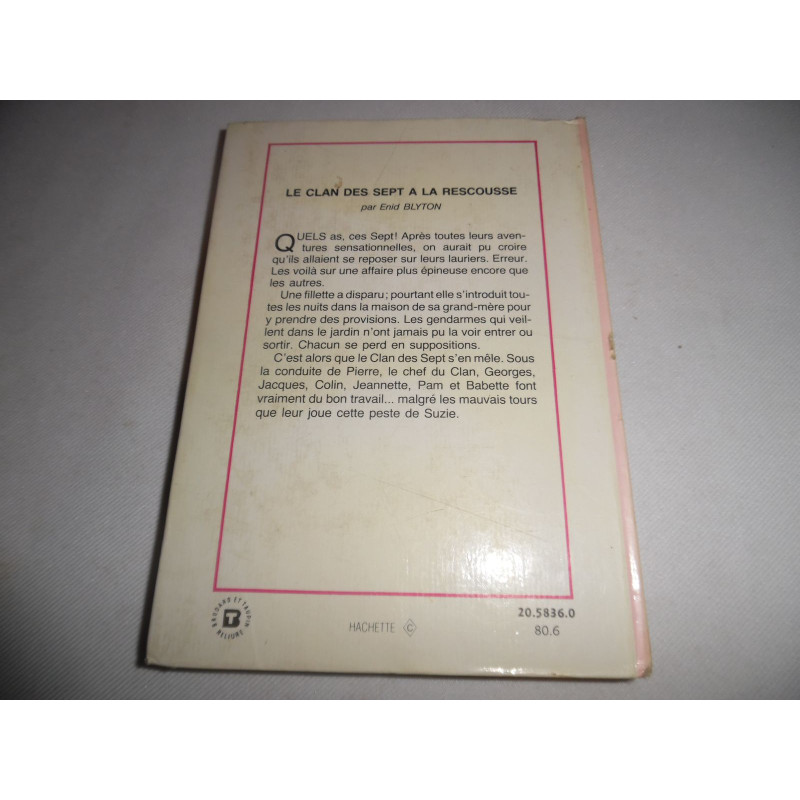 LE CLAN DES SEPT A LA RESCOUSSE
par Enid BLYTON
QUELS as, ces Sept! Après toutes leurs aven-
tures sensationnelles, on aurait pu croire
qu'ils allaient se reposer sur leurs lauriers. Erreur.
Les voilà sur une affaire plus épineuse encore que
les autres.
Une fillette a disparu; pourtant elle s'introduit tou-
tes les nuits dans la maison de sa grand-mère pour
y prendre des provisions. Les gendarmes qui veil-
lent dans le jardin n'ont jamais pu la voir entrer ou
sortir. Chacun se perd en suppositions.
C'est alors que le Clan des Sept s'en mêle. Sous
la conduite de Pierre, le chef du Clan, Georges,
Jacques, Colin, Jeannette, Pam et Babette font
vraiment du bon travail... malgré les mauvais tours
que leur joue cette peste de Suzie.
BRODARD ET TAUPIN
RELIURE
HACHETTE C
20.5836.0
80.6